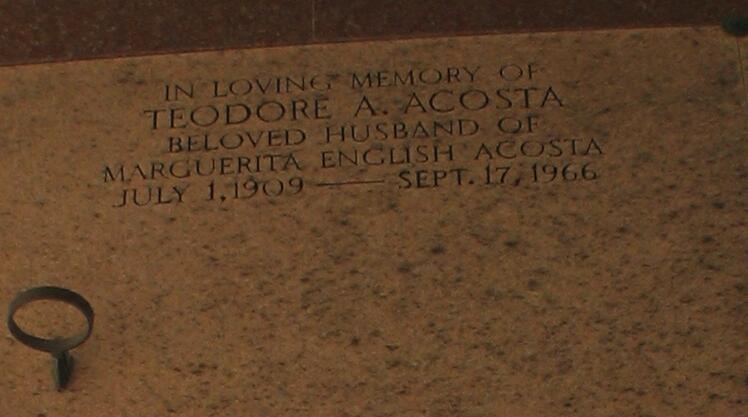 IN LOVING MEMORY OF
TEODORE A. ACOSTA
BELOVED HUSBAND OF
MARGUERITA ENGLISH ACOSTA
JULY 1, 1909 — SEPT. 17, 1966